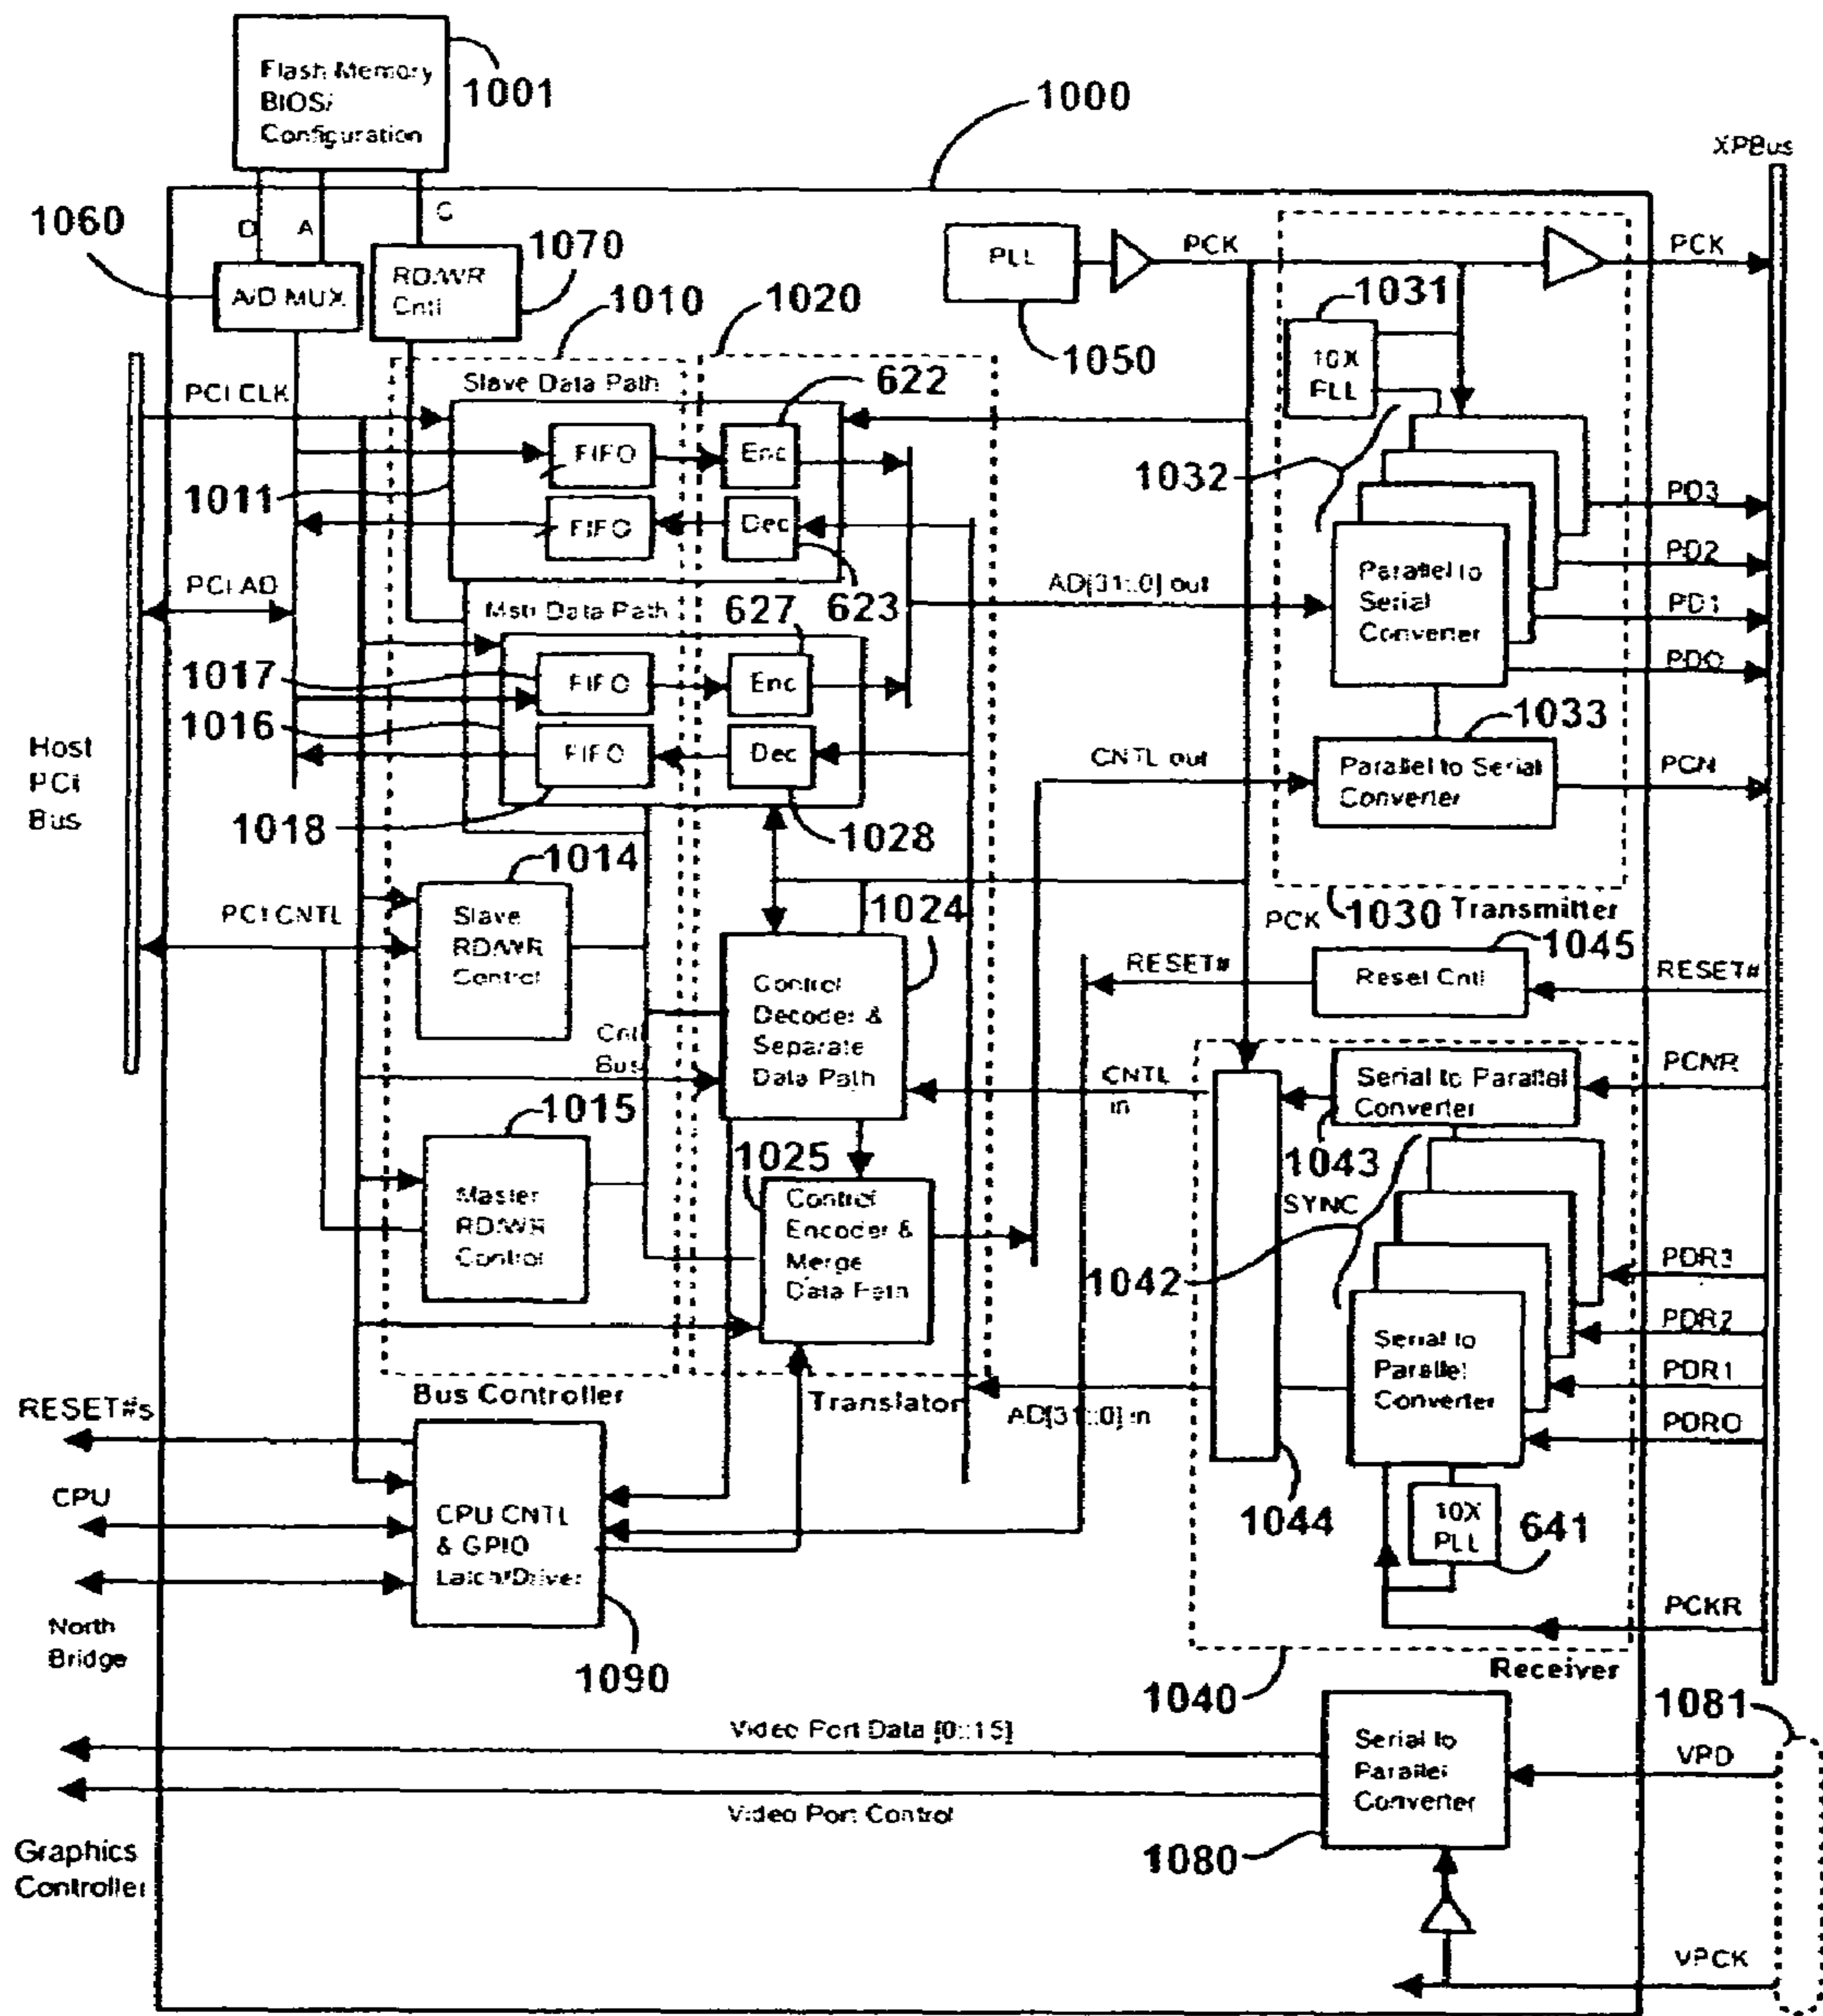 Flash Memory
BIOS/
Configuration
1001
1000
XPBus
1060
D
A
C
1070
A/D MUX
RD/WR
Cntl
1010
1020
PLL
1050
PCK
PCK
1031
10X
PLL
PCI CLK
Slave Data Path
622
FIFO
Enc
1011
FIFO
Dec
1032
PD3
PCI AD
Mstr Data Path
627
623
AD[31::0] out
Parallel to
Serial
Converter
PD2
PD1
PD0
1017
FIFO
Enc
1016
FIFO
Dec
1018
1028
1033
CNTL out
Parallel to Serial
Converter
PCN
Host
PCI
Bus
1014
1024
PCK
1030 Transmitter
PCI CNTL
Slave
RD/WR
Control
1045
RESET#
Reset Cntl
RESET#
Control
Decoder &
Separate
Data Path
Cntl
Bus
CNTL
in
Serial to Parallel
Converter
PCNR
1015
1025
1043
SYNC
Master
RD/WR
Control
Control
Encoder &
Merge
Data Path
1042
PDR3
Serial to
Parallel
Converter
PDR2
PDR1
PDR0
Bus Controller
Translator
AD[31::0] in
RESET#s
CPU
CPU CNTL
& GPIO
Latch/Driver
1044
10X
PLL
641
North
Bridge
1090
PCKR
Receiver
1040
1081
Video Port Data [0::15]
Serial to
Parallel
Converter
VPD
Video Port Control
1080
Graphics
Controller
VPCK